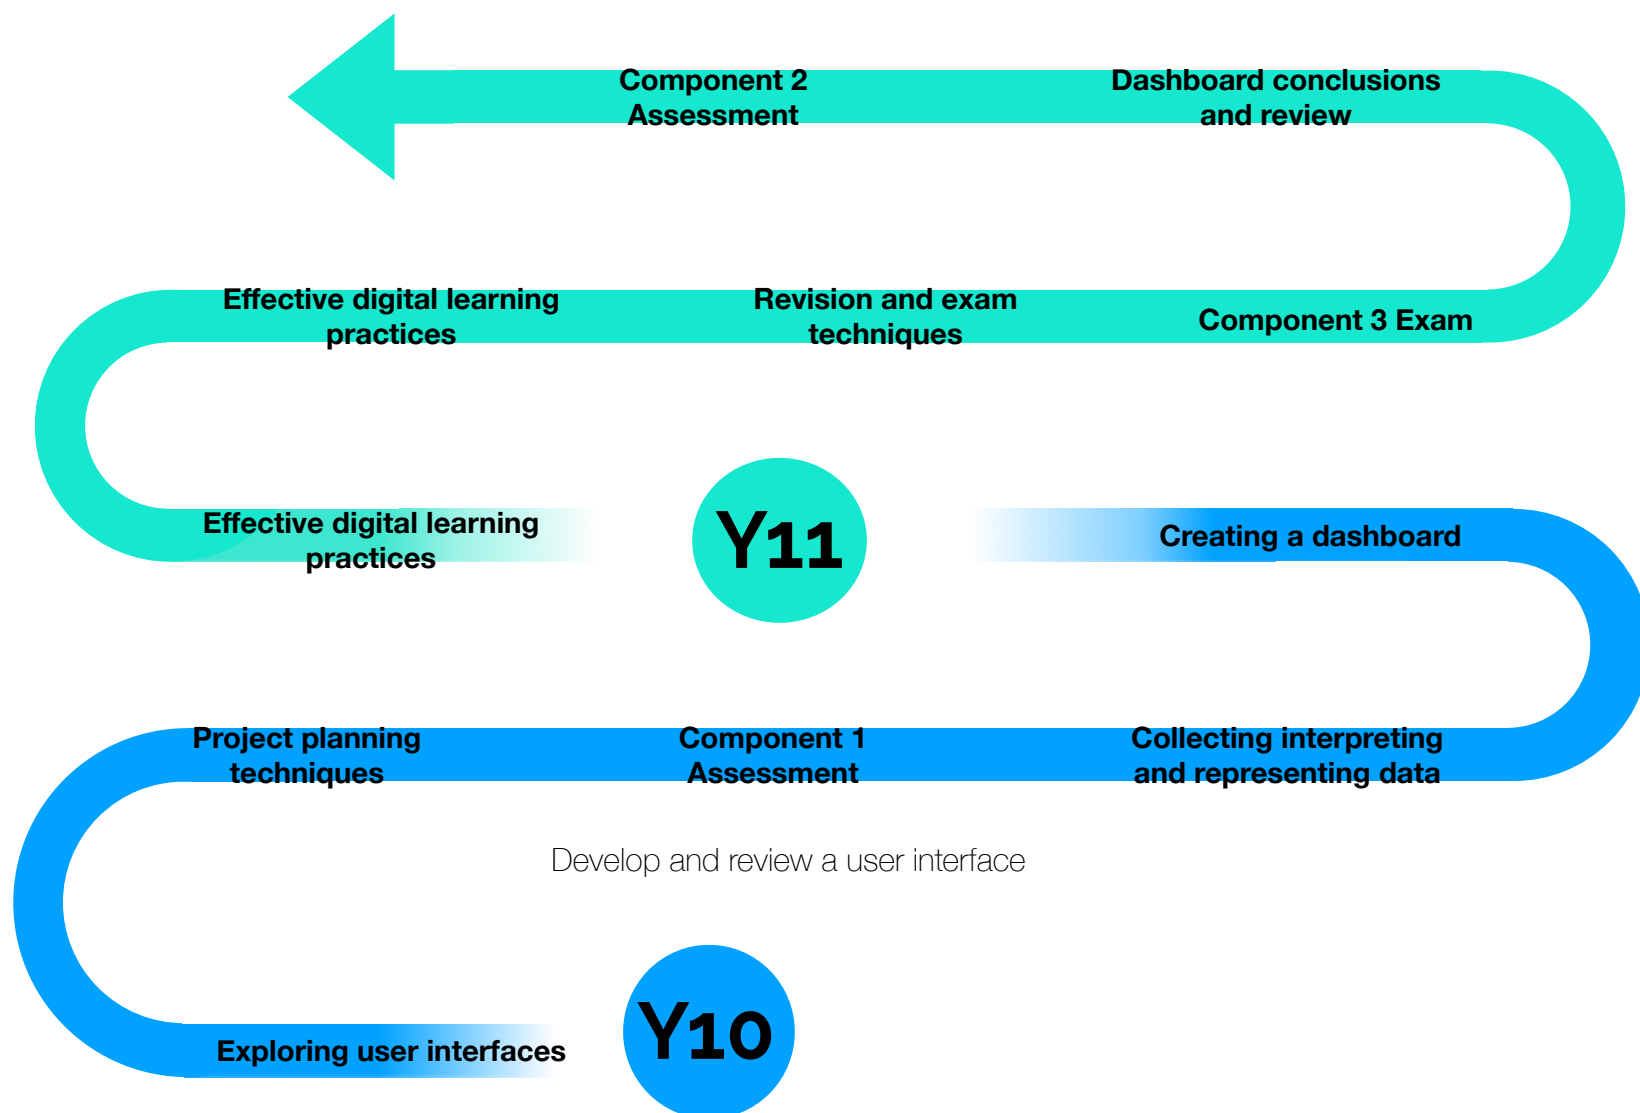 Component 2
Assessment
Dashboard conclusions
and review
Effective digital learning
practices
Revision and exam
techniques
Component 3 Exam
Effective digital learning
practices
Y11
Creating a dashboard
Project planning
techniques
Component 1
Assessment
Collecting interpreting
and representing data
Develop and review a user interface
Exploring user interfaces
Y10